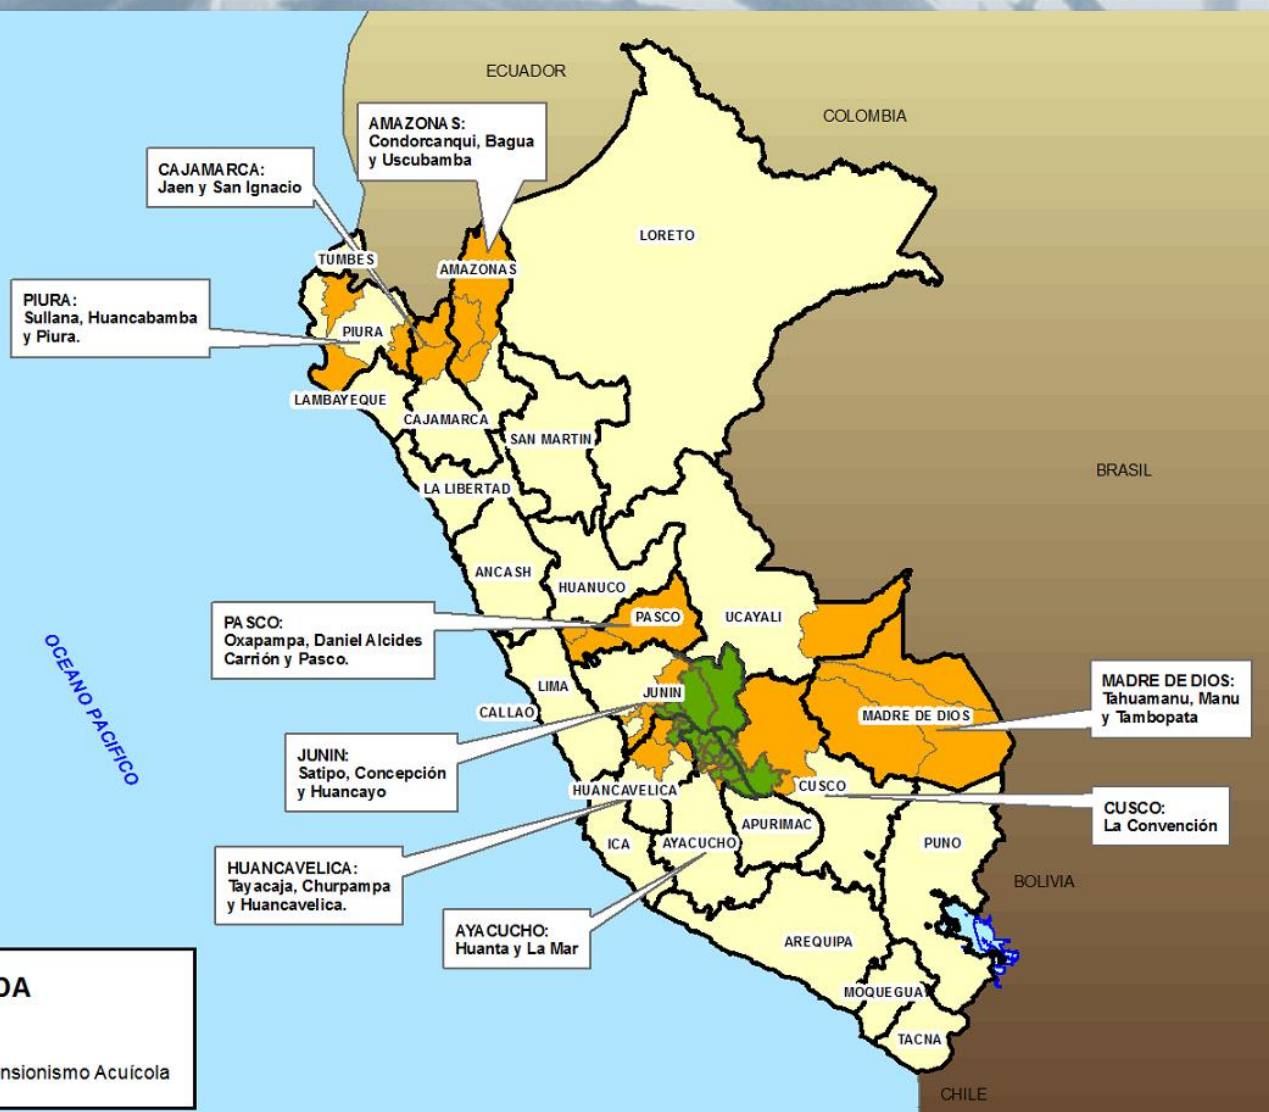 ECUADOR
COLOMBIA
AMAZONAS:
Condorcanqui, Bagua
y Uscubamba
CAJAMARCA:
Jaen y San Ignacio
LORETO
TUMBES
AMAZONAS
PIURA:
Sullana, Huancabamba
y Piura.
PIURA
LAMBAYEQUE
CAJAMARCA
SAN MARTIN
BRASIL
LA LIBERTAD
ANCASH
HUANUCO
PASCO:
Oxapampa, Daniel Alcides
Carrión y Pasco.
PASCO
UCAYALI
OCEANO PACIFICO
LIMA
JUNIN
CALLAO
MADRE DE DIOS
MADRE DE DIOS:
Tahuamanu, Manu
y Tambopata
JUNIN:
Satipo, Concepción
y Huancayo
HUANCAVELICA
CUSCO
CUSCO:
La Convención
APURIMAC
ICA
AYACUCHO
PUNO
HUANCAVELICA:
Tayacaja, Churpampa
y Huancavelica.
BOLIVIA
AYACUCHO:
Huanta y La Mar
AREQUIPA
DA
MOQUEGUA
TACNA
nsionismo Acuícola
CHILE